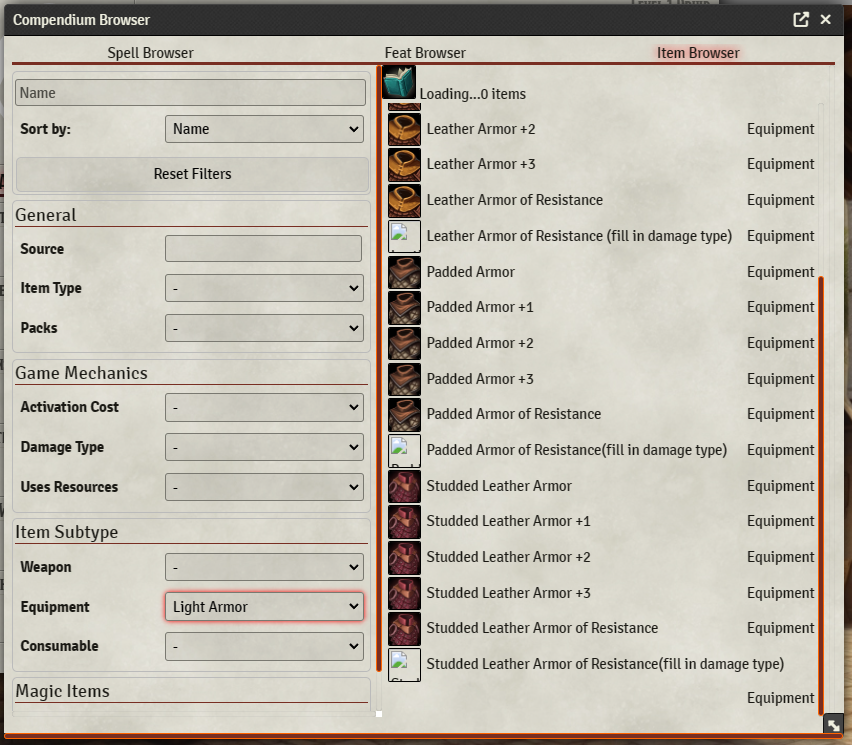 Compendium Browser
Spell Browser
Feat Browser
Item Browser
Name
Sort by:
Name
Reset Filters
General
Source
Item Type
-
Packs
-
Game Mechanics
Activation Cost
-
Damage Type
-
Uses Resources
-
Item Subtype
Weapon
-
Equipment
Light Armor
Consumable
-
Magic Items
Loading...0 items
Leather Armor +2 Equipment
Leather Armor +3 Equipment
Leather Armor of Resistance Equipment
Leather Armor of Resistance (fill in damage type) Equipment
Padded Armor Equipment
Padded Armor +1 Equipment
Padded Armor +2 Equipment
Padded Armor +3 Equipment
Padded Armor of Resistance Equipment
Padded Armor of Resistance(fill in damage type) Equipment
Studded Leather Armor Equipment
Studded Leather Armor +1 Equipment
Studded Leather Armor +2 Equipment
Studded Leather Armor +3 Equipment
Studded Leather Armor of Resistance Equipment
Studded Leather Armor of Resistance(fill in damage type)
Equipment